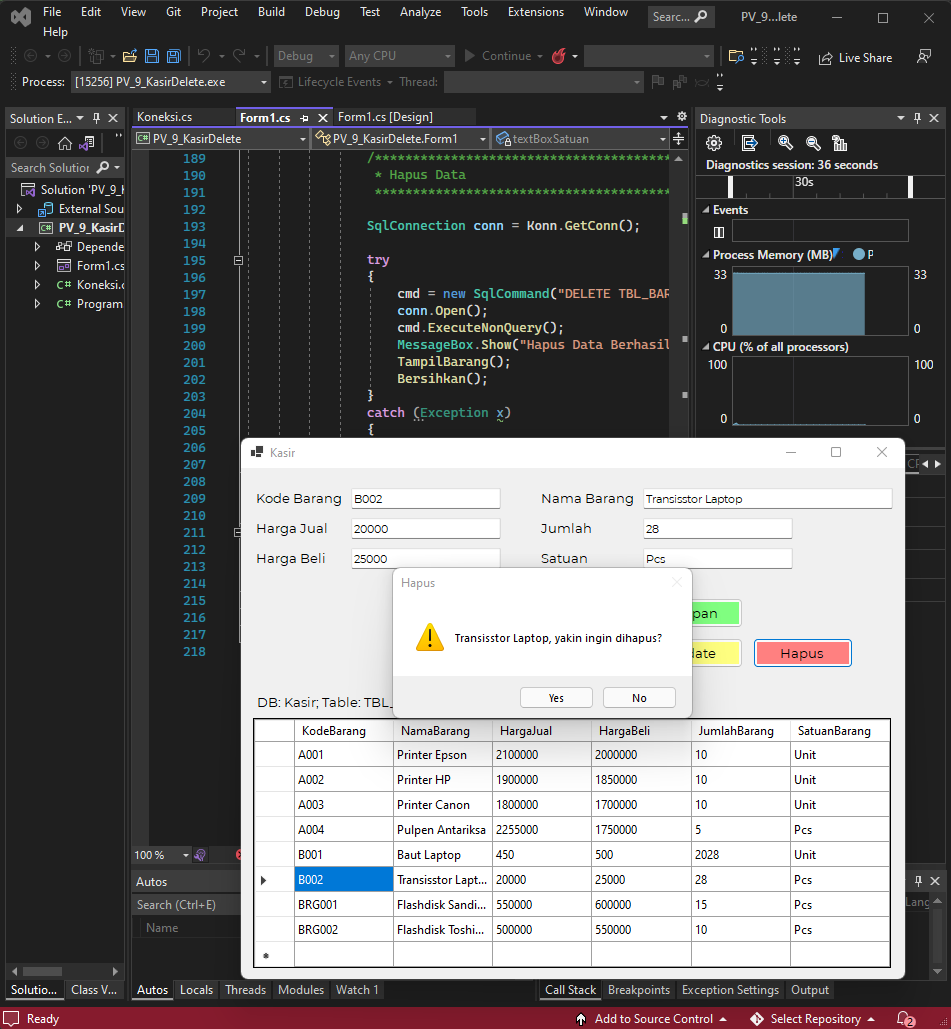 File Edit View Git Project Build Debug Test Analyze Tools Extensions Window Searc... PV_9...lete
Help
Debug Any CPU Continue Live Share
Process: [15256] PV_9_KasirDelete.exe Lifecycle Events Thread:
Solution E...
Search Solution
Solution 'PV_9_K
External Sou
PV_9_KasirD
Depende
Form1.cs
Koneksi.c
Program
Soluti... Class V...
Koneksi.cs Form1.cs Form1.cs [Design]
PV_9_KasirDelete PV_9_KasirDelete.Form1 textBoxSatuan
189 /***************************************
190 * Hapus Data
191 ***************************************
192
193 SqlConnection conn = Konn.GetConn();
194
195 try
196 {
197 cmd = new SqlCommand("DELETE TBL_BAR
198 conn.Open();
199 cmd.ExecuteNonQuery();
200 MessageBox.Show("Hapus Data Berhasil
201 TampilBarang();
202 Bersihkan();
203 }
204 catch (Exception x)
205 {
206
207
208
209
210
211
212
213
214
215
216
217
218
100 %
Diagnostic Tools
Diagnostics session: 36 seconds
30s
Events
Process Memory (MB) P
33 33
0 0
CPU (% of all processors)
100 100
0 0
Kasir
Kode Barang B002 Nama Barang Transisstor Laptop
Harga Jual 20000 Jumlah 28
Harga Beli 25000 Satuan Pcs
pan
date Hapus
Hapus
Transisstor Laptop, yakin ingin dihapus?
Yes No
DB: Kasir; Table: TBL_
KodeBarang NamaBarang HargaJual HargaBeli JumlahBarang SatuanBarang
A001 Printer Epson 2100000 2000000 10 Unit
A002 Printer HP 1900000 1850000 10 Unit
A003 Printer Canon 1800000 1700000 10 Unit
A004 Pulpen Antariksa 2255000 1750000 5 Pcs
B001 Baut Laptop 450 500 2028 Unit
B002 Transisstor Lapt... 20000 25000 28 Pcs
BRG001 Flashdisk Sandi... 550000 600000 15 Pcs
BRG002 Flashdisk Toshi... 500000 550000 10 Pcs
Autos
Search (Ctrl+E) Lang
Name
Autos Locals Threads Modules Watch 1 Call Stack Breakpoints Exception Settings Output
Ready Add to Source Control Select Repository 2